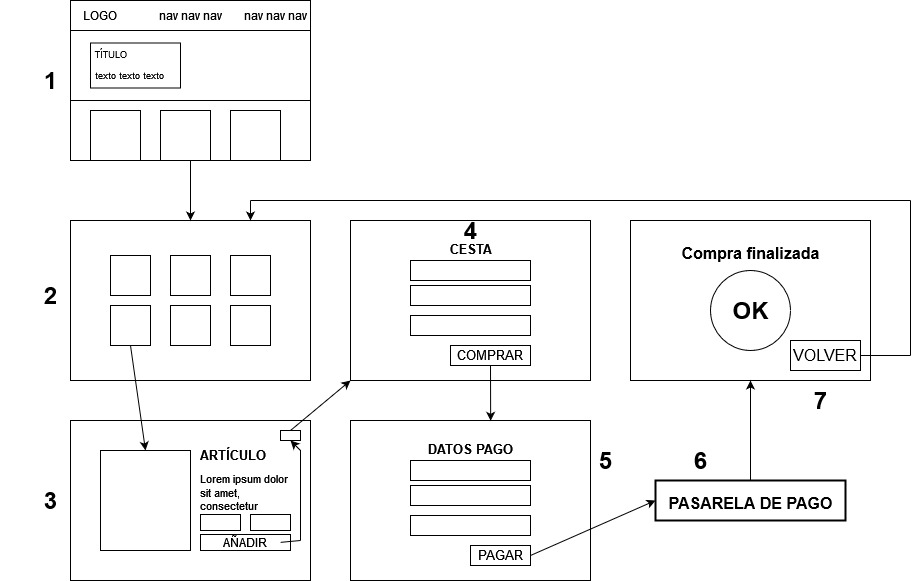 LOGO
nav nav nav
nav nav nav
TÍTULO
texto texto texto
1
2
3
ARTÍCULO
Lorem ipsum dolor
sit amet,
consectetur
AÑADIR
4
CESTA
COMPRAR
DATOS PAGO
PAGAR
5
6
PASARELA DE PAGO
Compra finalizada
OK
VOLVER
7